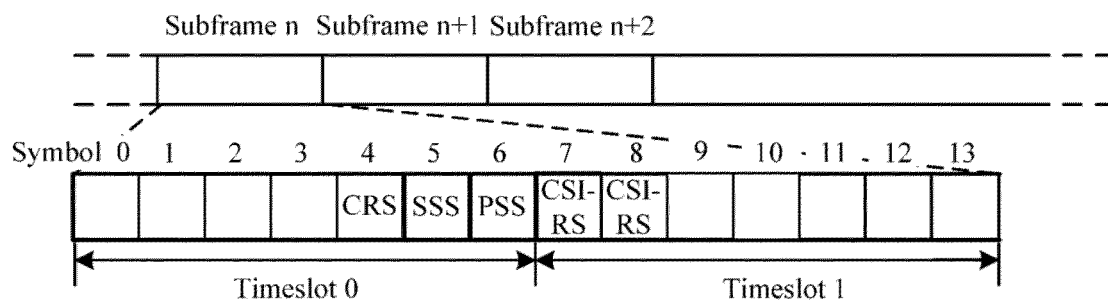 Subframe n Subframe n+1 Subframe n+2
Symbol 0 1 2 3 4 5 6 7 8 9 10 11 12 13
CRS SSS PSS CSI-RS CSI-RS
Timeslot 0 Timeslot 1